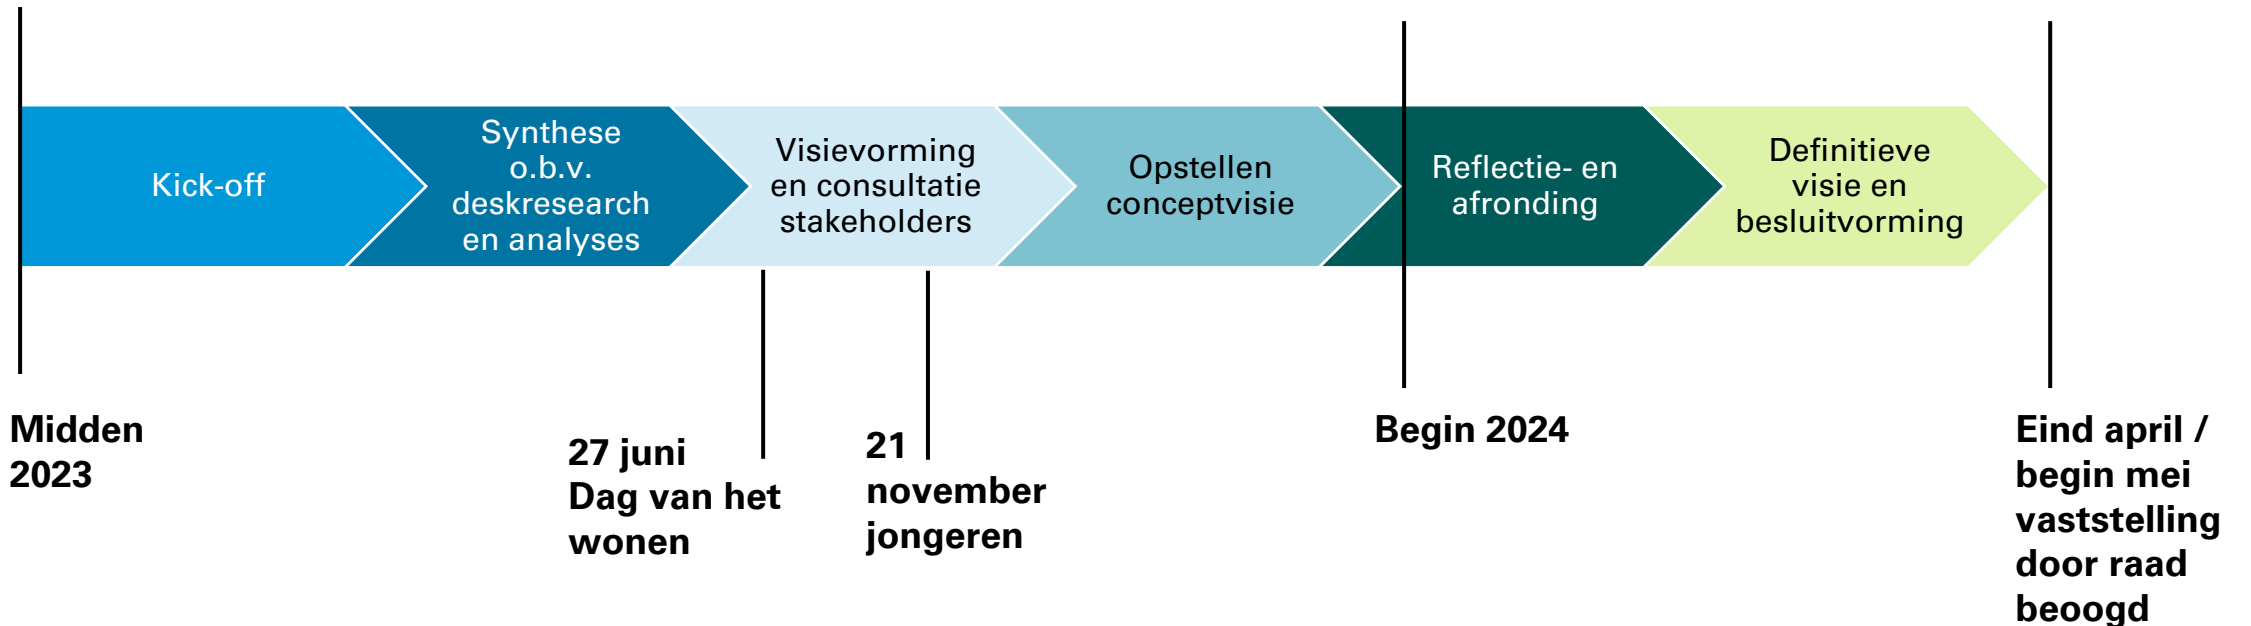 Kick-off
Synthese
o.b.v.
deskresearch
en analyses
Visievorming
en consultatie
stakeholders
Opstellen
conceptvisie
Reflectie- en
afronding
Definitieve
visie en
besluitvorming
Midden
2023
27 juni
Dag van het
wonen
21
november
jongeren
Begin 2024
Eind april /
begin mei
vaststelling
door raad
beoogd